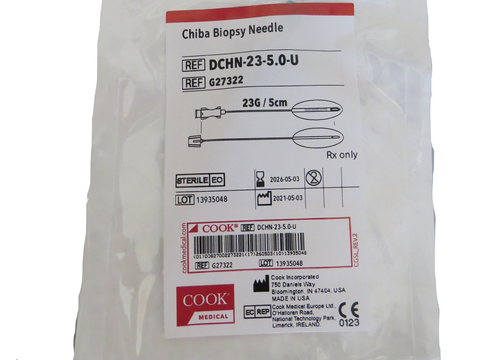 Chiba Biopsy Needle
REF DCHN-23-5.0-U
REF G27322
23G / 5cm
Rx only
STERILE EO
2026-05-03
LOT 13935048
2021-05-03
COOK® REF DCHN-23-5.0-U
cookmedical.com
REF G27322 LOT 13935048
CGSL_REV.2
Cook Incorporated
750 Daniels Way
Bloomington, IN 47404, USA
MADE IN USA
COOK
MEDICAL
EC REP
Cook Medical Europe Ltd.
O'Halloran Road,
National Technology Park,
Limerick, IRELAND
CE
0123